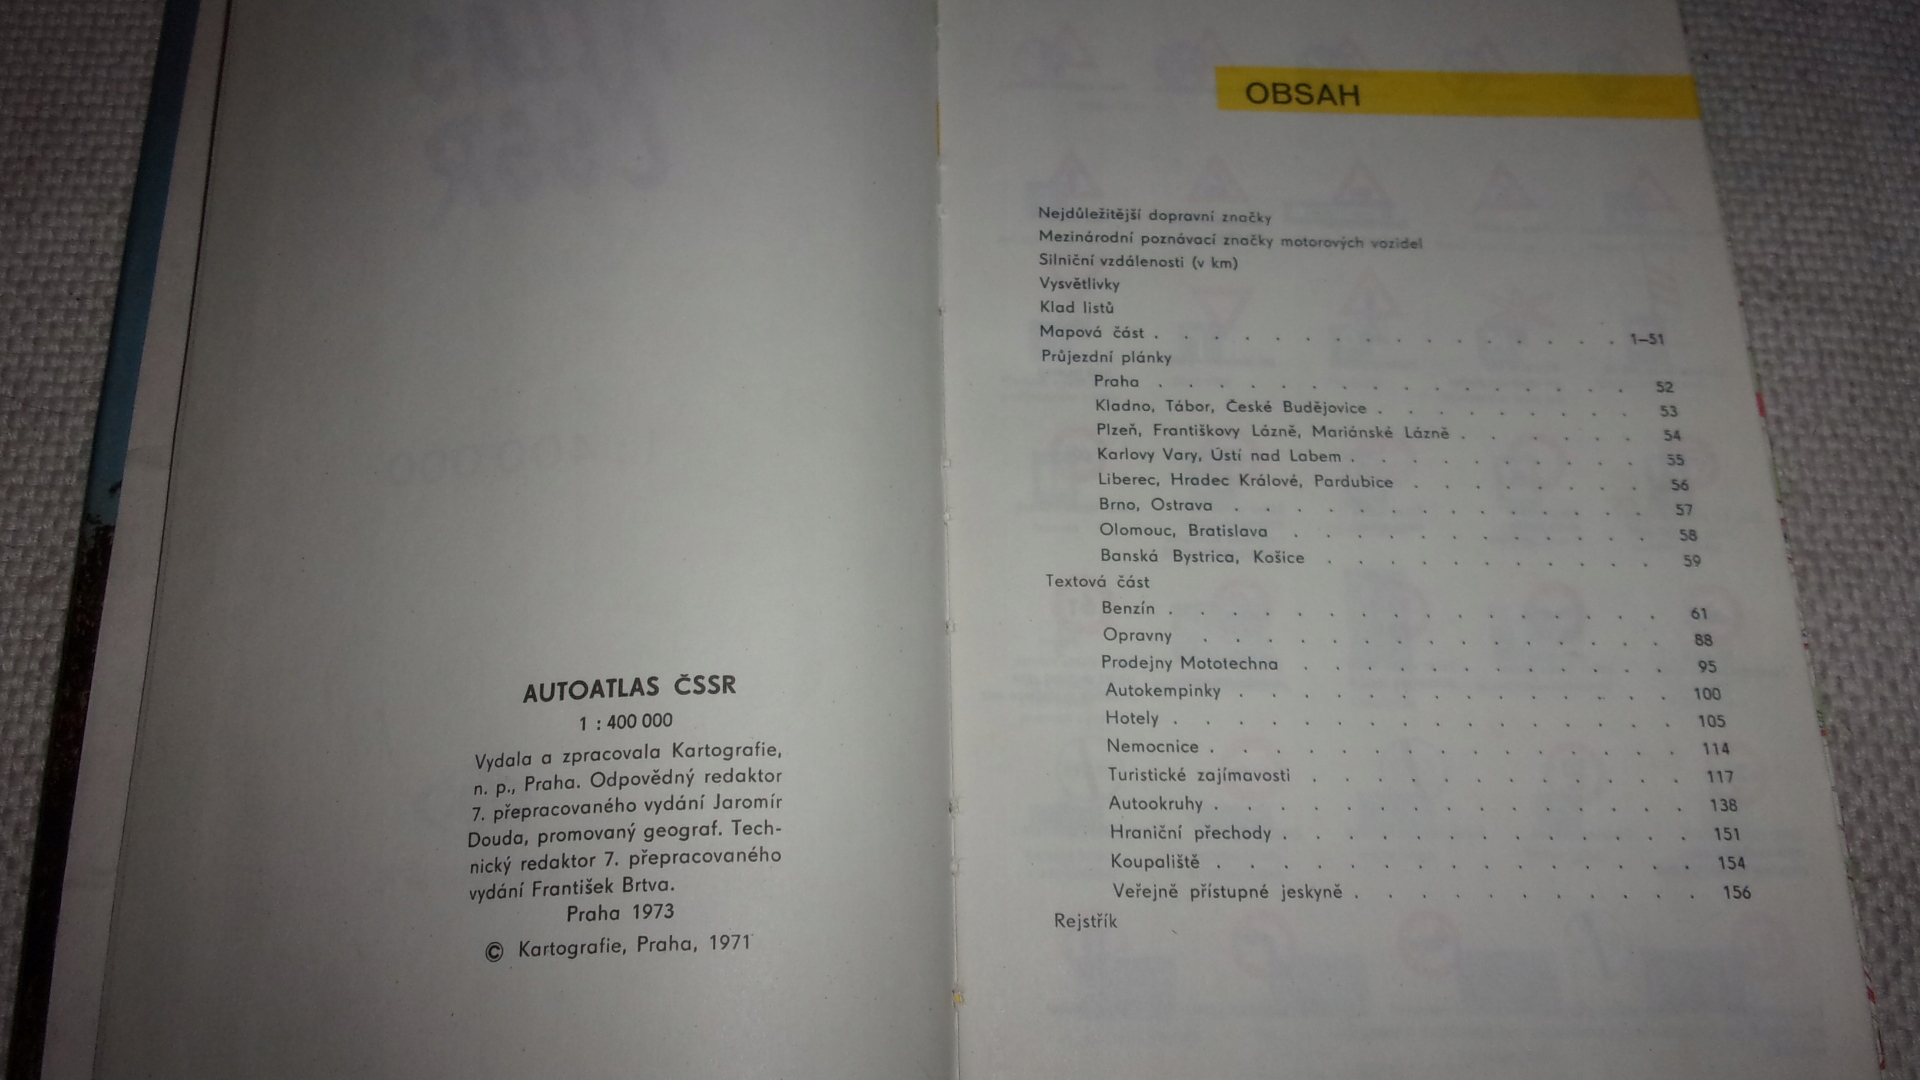 AUTOATLAS ČSSR
1 : 400 000
Vydala a zpracovala Kartografie,
n. p., Praha. Odpovědný redaktor
7. přepracovaného vydání Jaromír
Douda, promovaný geograf. Tech-
nický redaktor 7. přepracovaného
vydání František Brtva.
Praha 1973
© Kartografie, Praha, 1971
OBSAH
Nejdůležitější dopravní značky
Mezinárodní poznávací značky motorových vozidel
Silniční vzdálenosti (v km)
Vysvětlivky
Klad listů
Mapová část . . . . . . . . . . . . . . . . 1–51
Průjezdní plánky
Praha . . . . . . . . . . . . . . . . 52
Kladno, Tábor, České Budějovice . . . . . . . . . 53
Plzeň, Františkovy Lázně, Mariánské Lázně . . . . . . . 54
Karlovy Vary, Ústí nad Labem . . . . . . . . . . 55
Liberec, Hradec Králové, Pardubice . . . . . . . . 56
Brno, Ostrava . . . . . . . . . . . . . . 57
Olomouc, Bratislava . . . . . . . . . . . . 58
Banská Bystrica, Košice . . . . . . . . . . . 59
Textová část
Benzín . . . . . . . . . . . . . . . . 61
Opravny . . . . . . . . . . . . . . . 88
Prodejny Mototechna . . . . . . . . . . . . 95
Autokempinky . . . . . . . . . . . . . . 100
Hotely . . . . . . . . . . . . . . . . 105
Nemocnice . . . . . . . . . . . . . . . 114
Turistické zajímavosti . . . . . . . . . . . . 117
Autookruhy . . . . . . . . . . . . . . . 138
Hraniční přechody . . . . . . . . . . . . . 151
Koupaliště . . . . . . . . . . . . . . . 154
Veřejně přístupné jeskyně . . . . . . . . . . . 156
Rejstřík